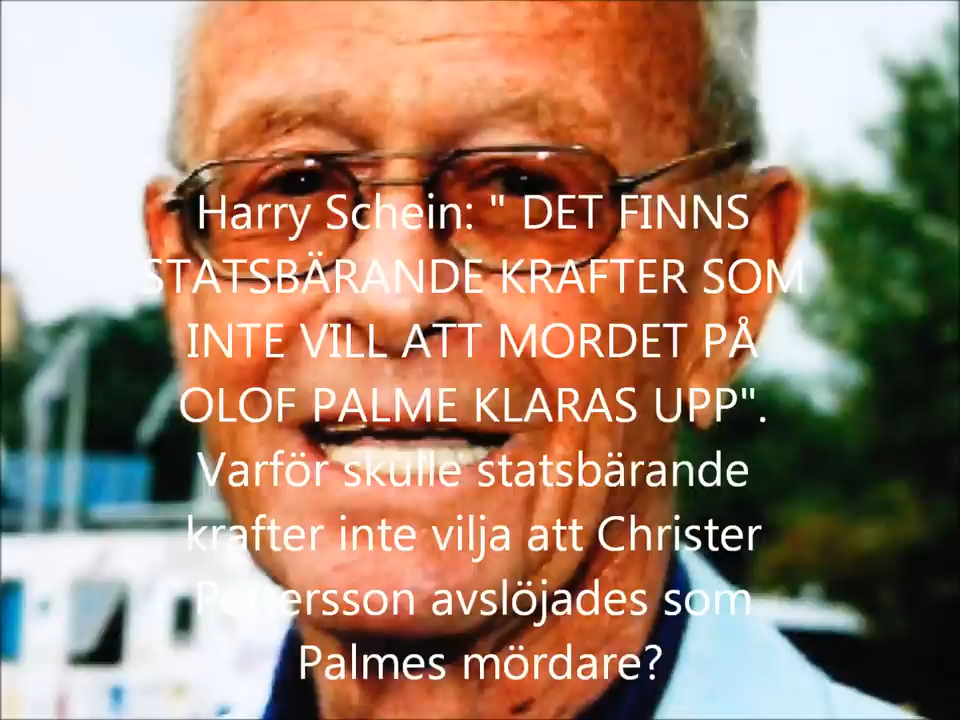 Harry Schein: " DET FINNS
STATSBÄRANDE KRAFTER SOM
INTE VILL ATT MORDET PÅ
OLOF PALME KLARAS UPP".
Varför skulle statsbärande
krafter inte vilja att Christer
Pettersson avslöjades som
Palmes mördare?